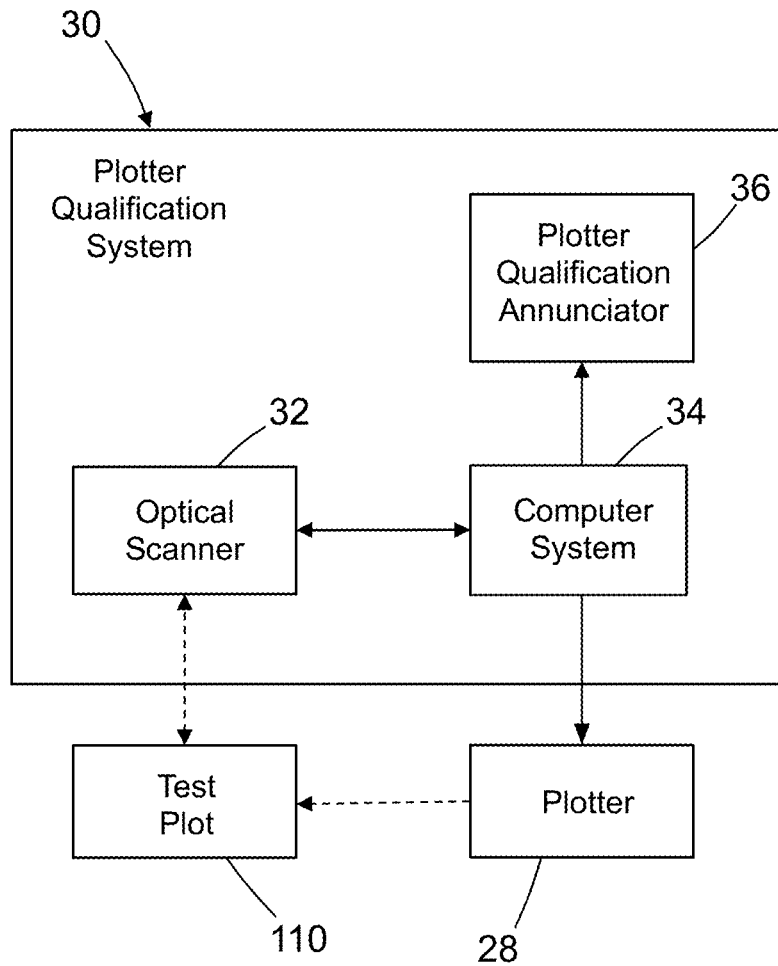 30
Plotter
Qualification
System
36
Plotter
Qualification
Annunciator
32
34
Optical
Scanner
Computer
System
Test
Plot
Plotter
110
28